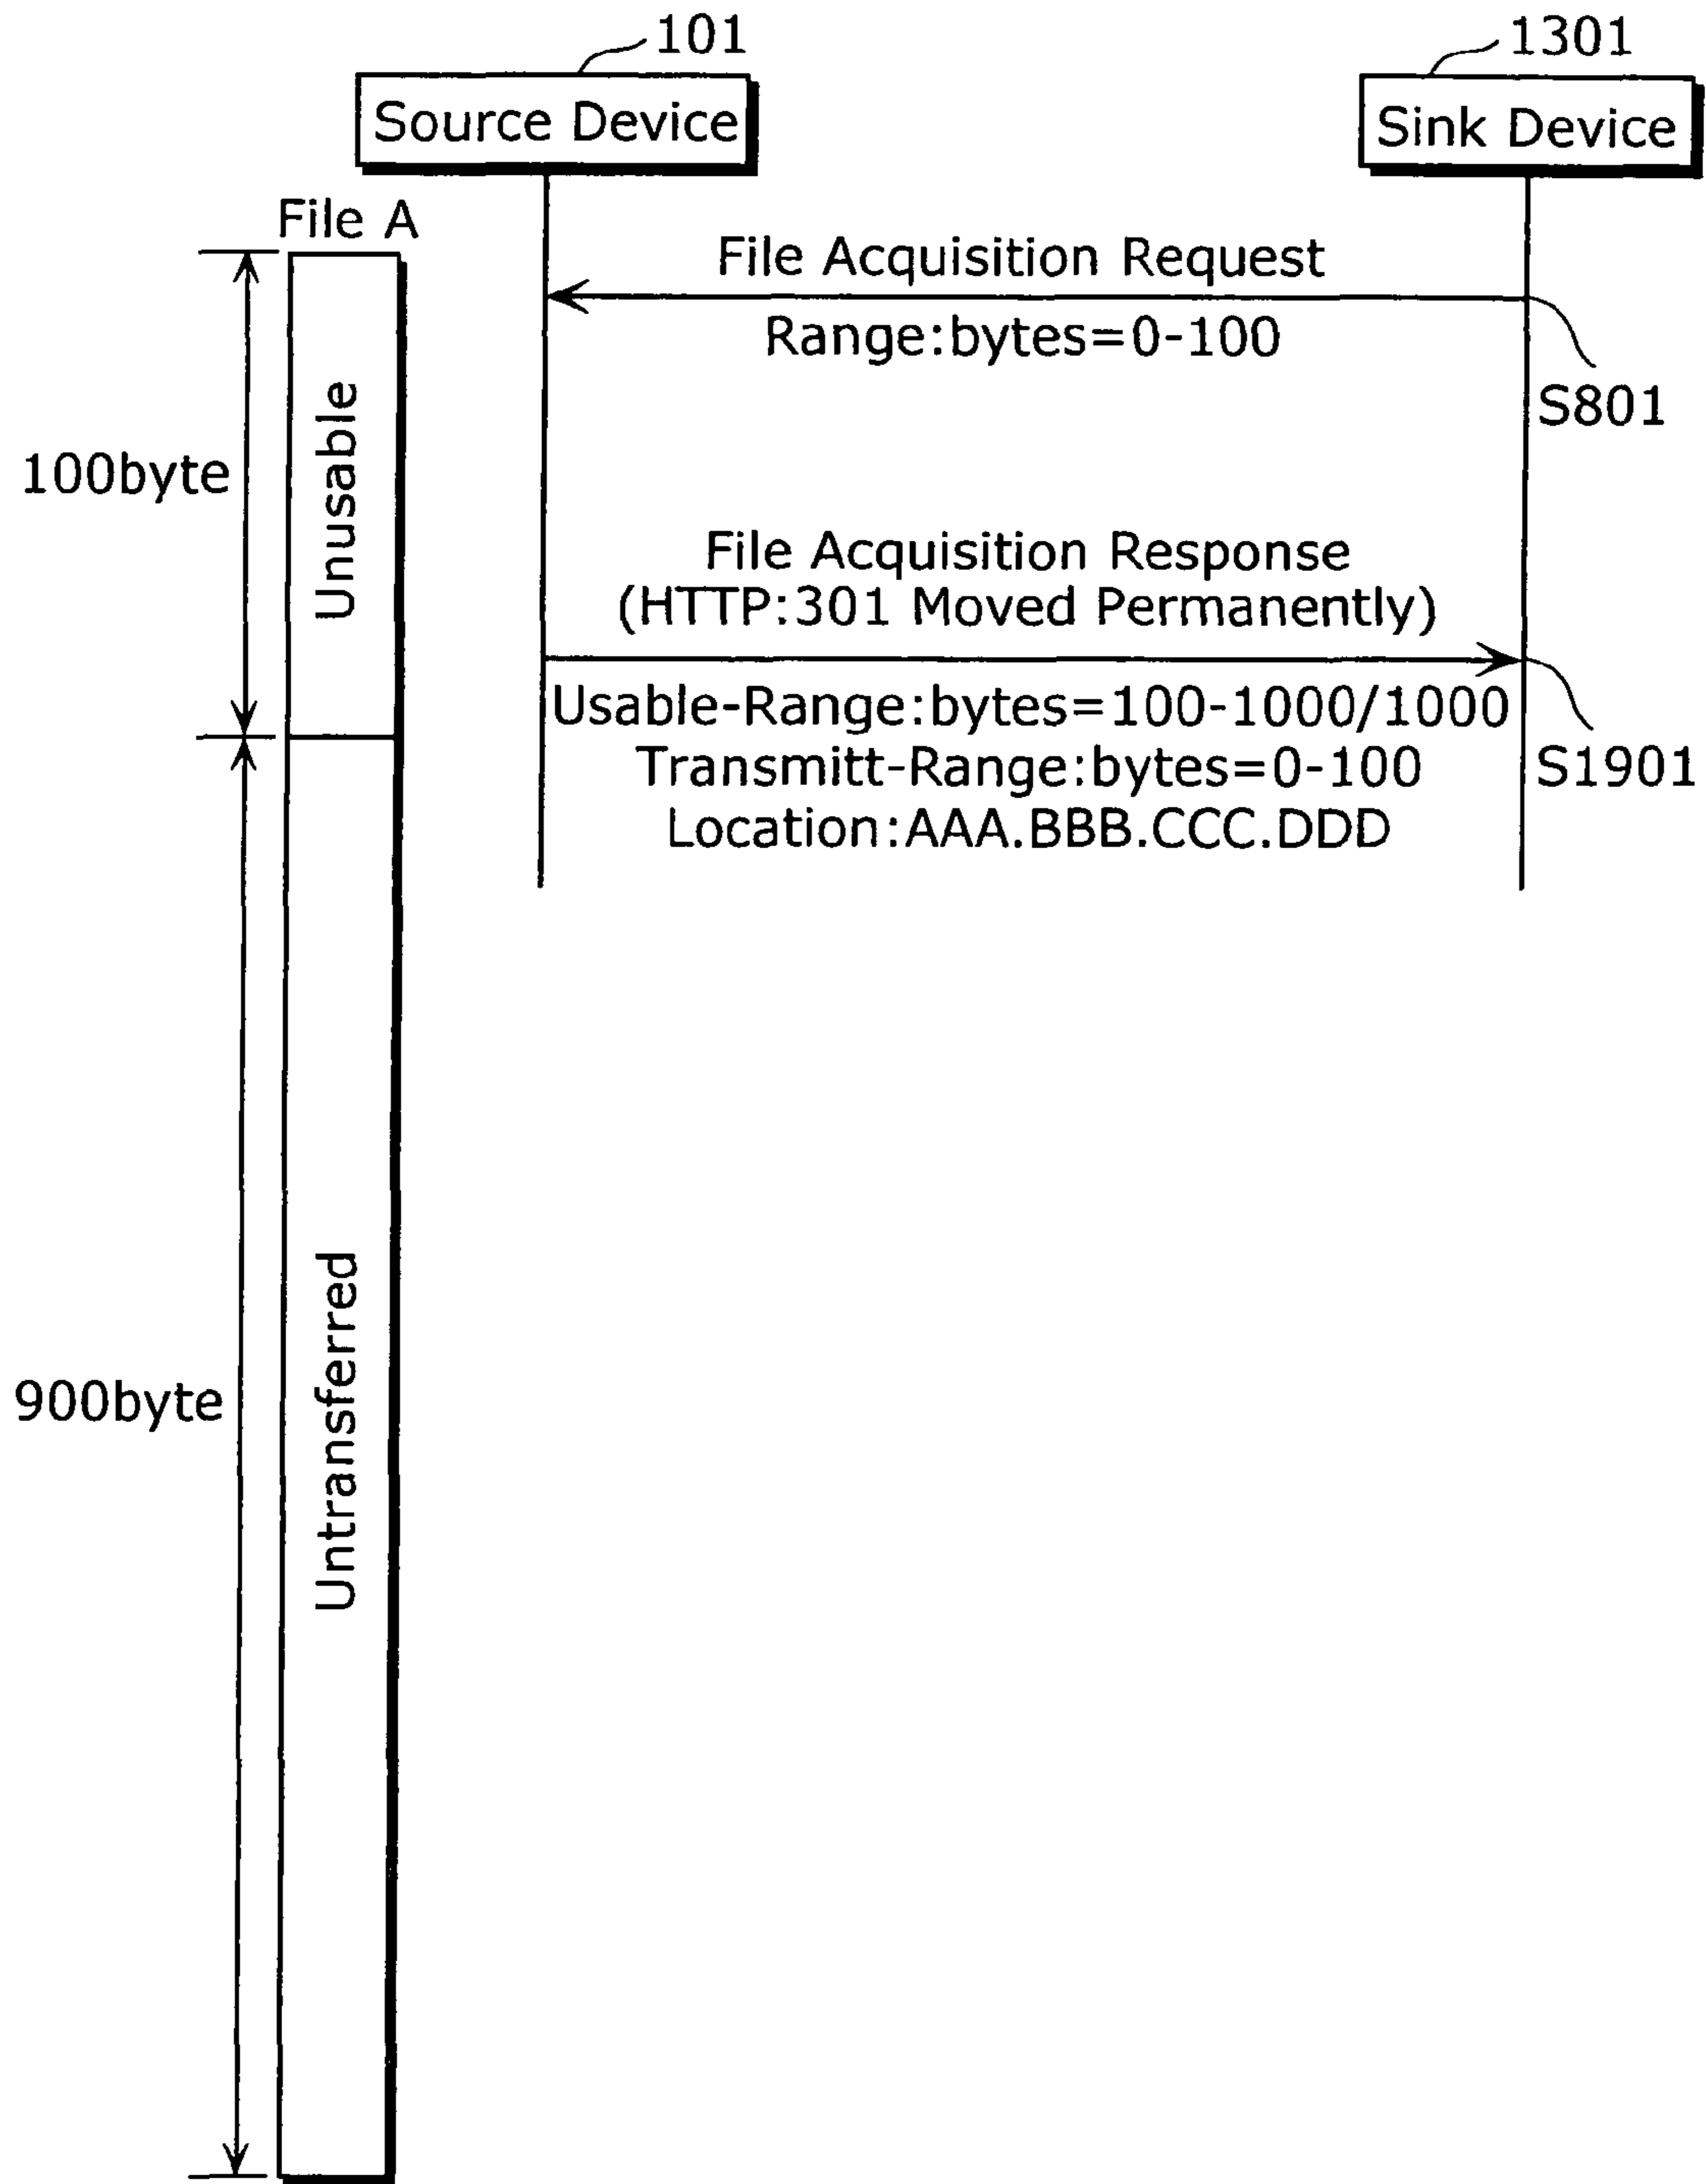 101
1301
Source Device
Sink Device
File A
File Acquisition Request
Range:bytes=0-100
S801
Unusable
100byte
File Acquisition Response
(HTTP:301 Moved Permanently)
Usable-Range:bytes=100-1000/1000
Transmitt-Range:bytes=0-100
S1901
Location:AAA.BBB.CCC.DDD
Untransferred
900byte